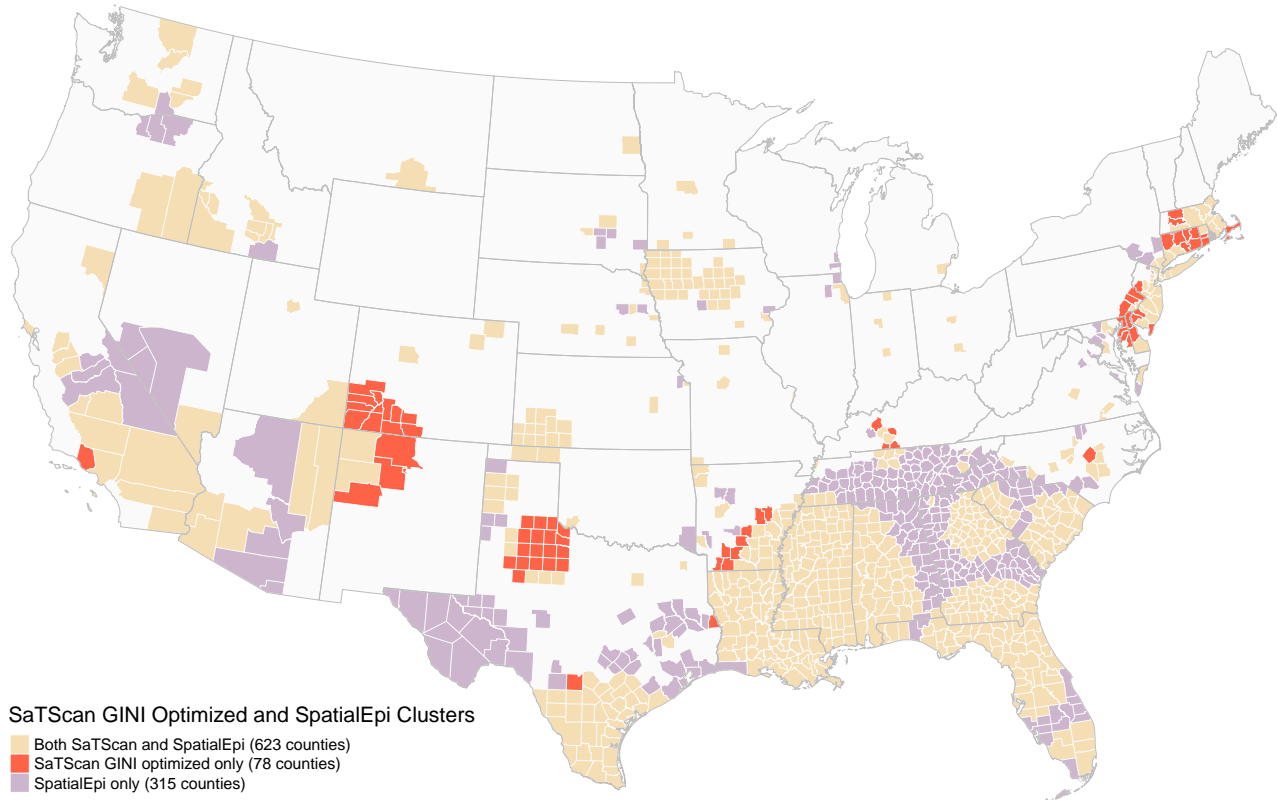 SaTScan GINI Optimized and SpatialEpi Clusters
Both SaTScan and SpatialEpi (623 counties)
SaTScan GINI optimized only (78 counties)
SpatialEpi only (315 counties)